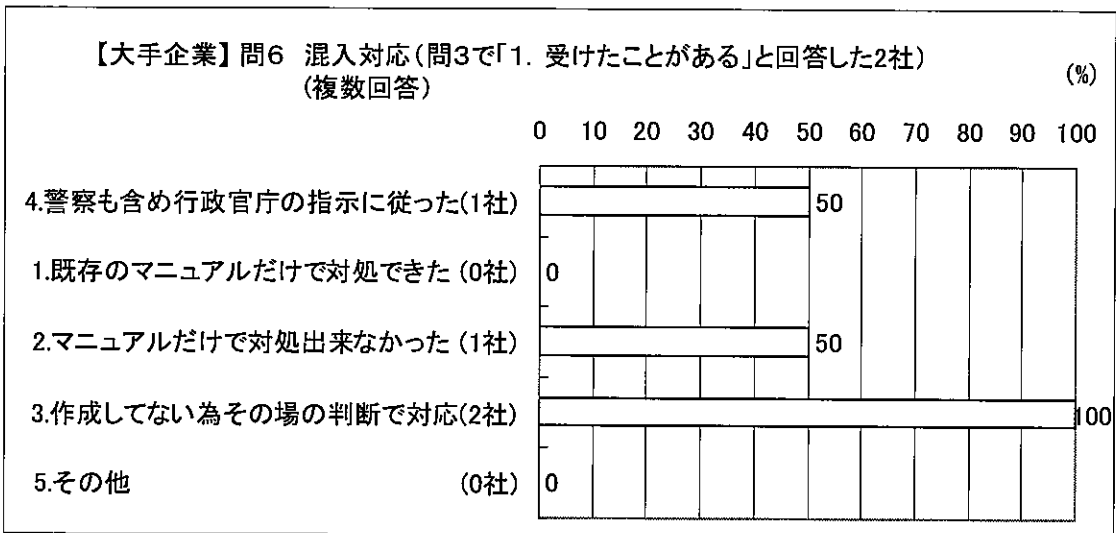 【大手企業】問6 混入対応(問3で「1. 受けたことがある」と回答した2社)
(複数回答)
(%)
0 10 20 30 40 50 60 70 80 90 100
4.警察も含め行政官庁の指示に従った(1社) 50
1.既存のマニュアルだけで対処できた (0社) 0
2.マニュアルだけで対処出来なかった (1社) 50
3.作成してない為その場の判断で対応(2社) 100
5.その他 (0社) 0